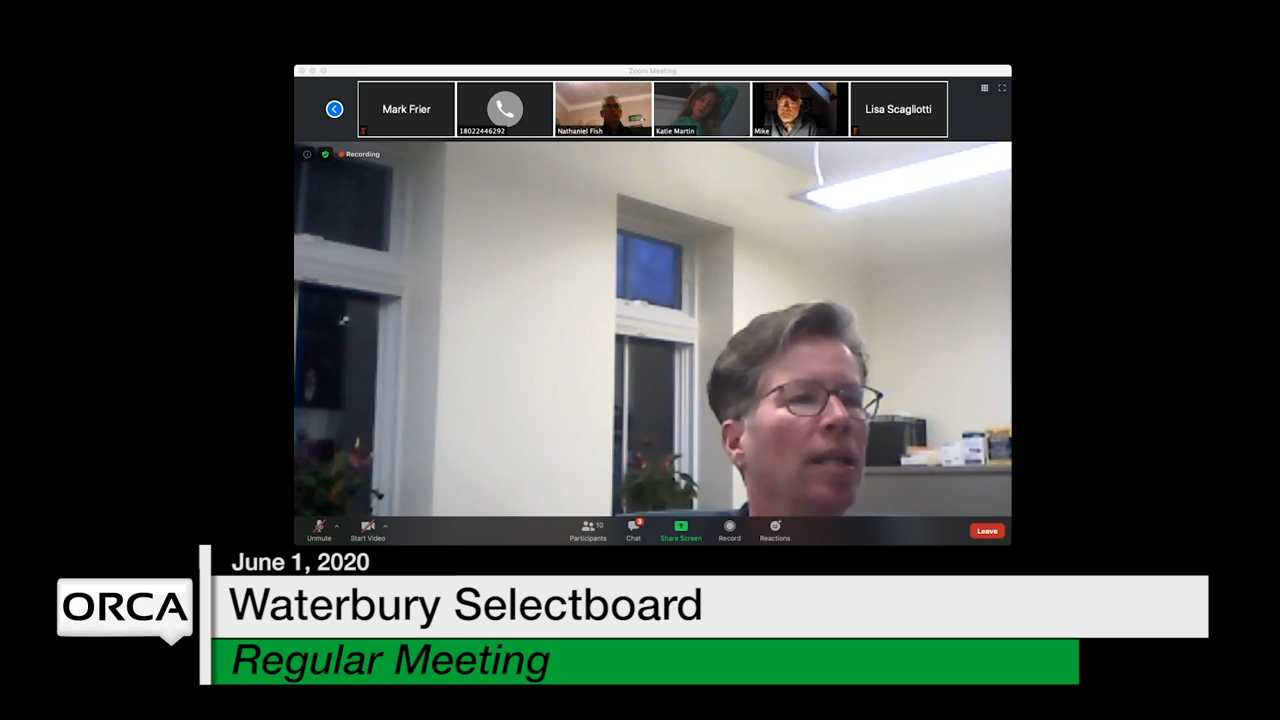 Zoom Meeting
Mark Frier
18022446292
Nathaniel Fish
Katie Martin
Mike
Lisa Scagliotti
Recording
Unmute
Start Video
10
Participants
3
Chat
Share Screen
Record
Reactions
Leave
June 1, 2020
ORCA
Waterbury Selectboard
Regular Meeting